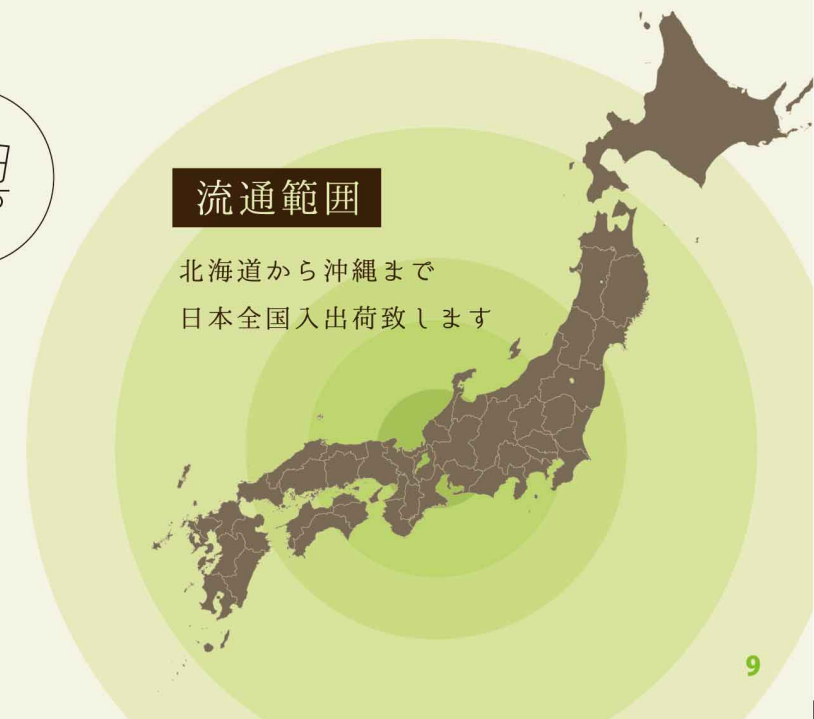 流通範囲
北海道から沖縄まで
日本全国入出荷致します
9